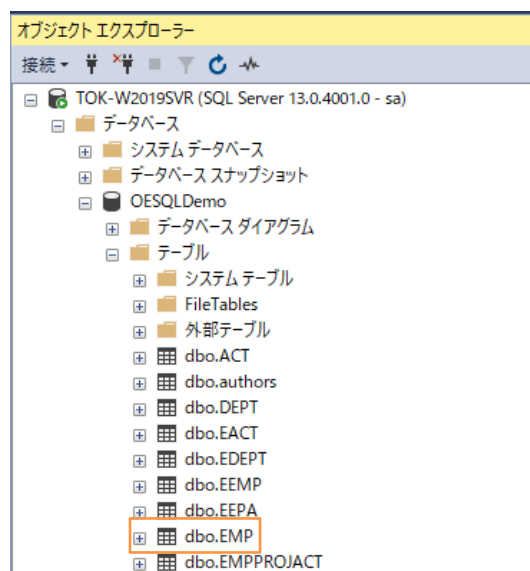 オブジェクト エクスプローラー
接続
TOK-W2019SVR (SQL Server 13.0.4001.0 - sa)
データベース
システム データベース
データベース スナップショット
OESQLDemo
データベース ダイアグラム
テーブル
システム テーブル
FileTables
外部テーブル
dbo.ACT
dbo.authors
dbo.DEPT
dbo.EACT
dbo.EDEPT
dbo.EEMP
dbo.EEPA
dbo.EMP
dbo.EMPPROJACT